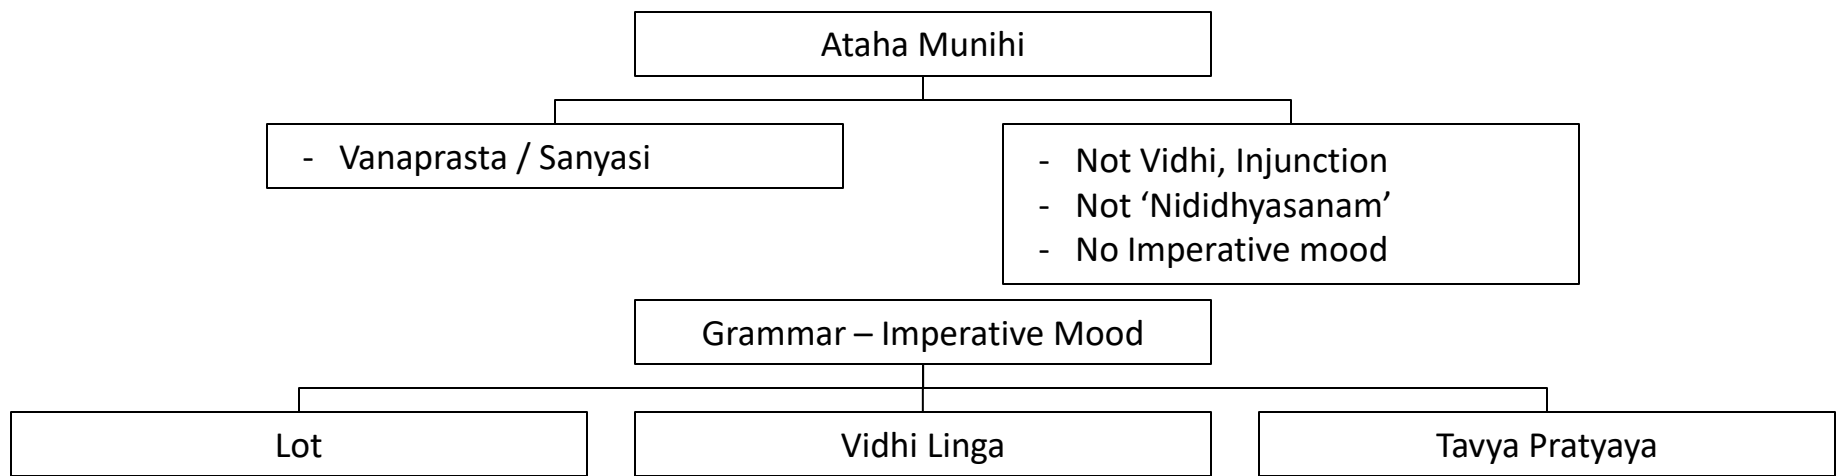 Ataha Munihi
- Vanaprasta / Sanyasi
- Not Vidhi, Injunction
- Not ‘Nididhyasanam’
- No Imperative mood
Grammar – Imperative Mood
Lot
Vidhi Linga
Tavya Pratyaya